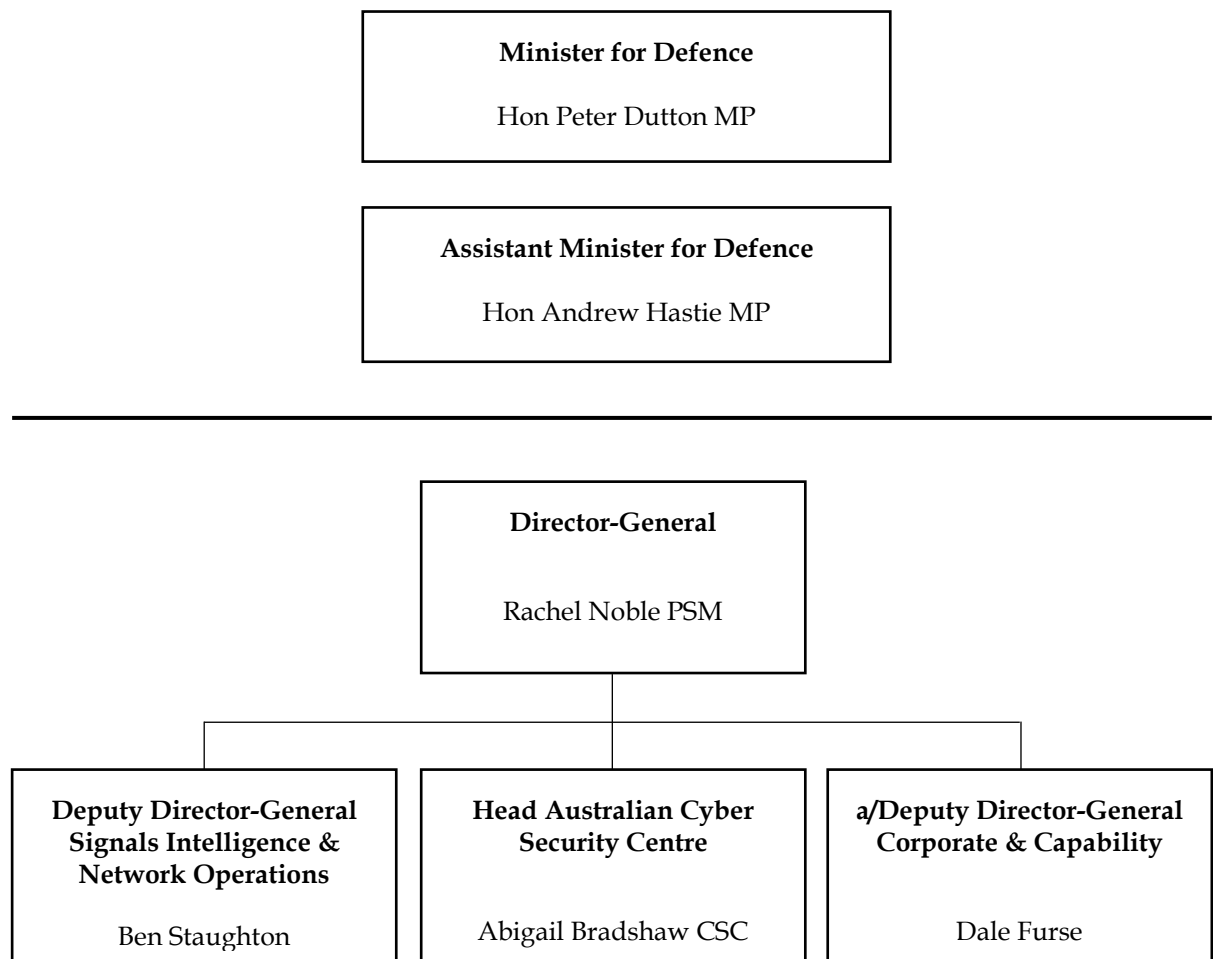 Minister for Defence
Hon Peter Dutton MP
Assistant Minister for Defence
Hon Andrew Hastie MP
Director-General
Rachel Noble PSM
Deputy Director-General
Signals Intelligence &
Network Operations
Ben Staughton
Head Australian Cyber
Security Centre
Abigail Bradshaw CSC
a/Deputy Director-General
Corporate & Capability
Dale Furse